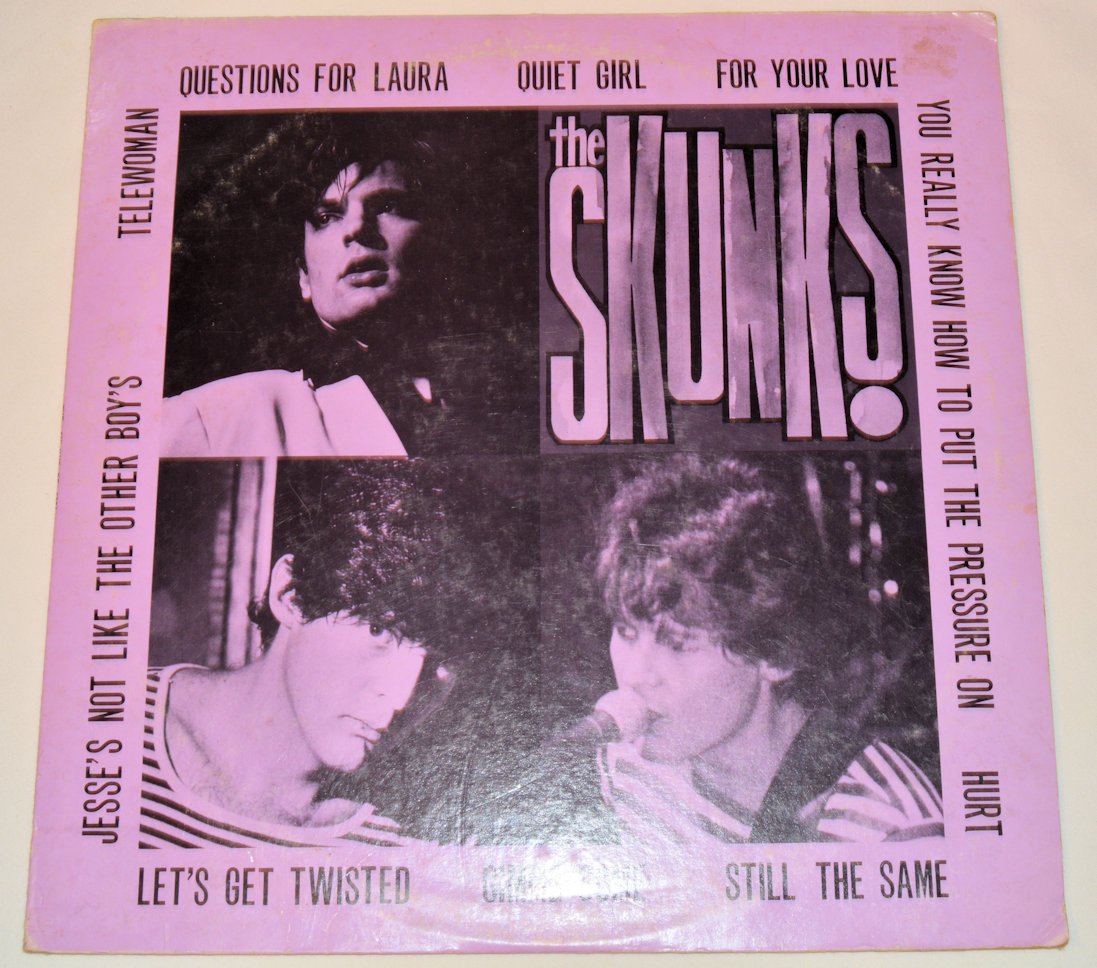 QUESTIONS FOR LAURA
QUIET GIRL
FOR YOUR LOVE
the
SKUNKS!
YOU REALLY KNOW HOW TO PUT THE PRESSURE ON
HURT
STILL THE SAME
LET'S GET TWISTED
JESSE'S NOT LIKE THE OTHER BOY'S
TELEWOMAN